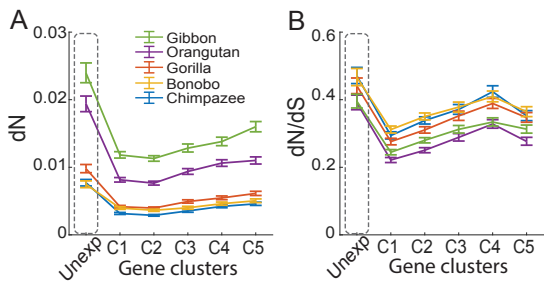 A
0.03
0.02
0.01
0
dN
Gibbon
Orangutan
Gorilla
Bonobo
Chimpazee
Unexp C1 C2 C3 C4 C5
Gene clusters
B
0.6
0.4
0.2
0
dN/dS
Unexp C1 C2 C3 C4 C5
Gene clusters